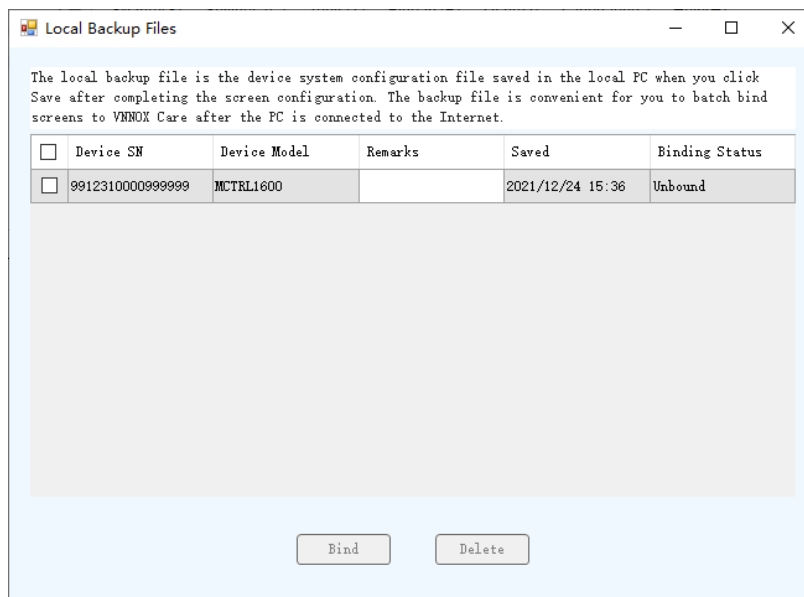 Local Backup Files
The local backup file is the device system configuration file saved in the local PC when you click
Save after completing the screen configuration. The backup file is convenient for you to batch bind
screens to VNNOX Care after the PC is connected to the Internet.
Device SN Device Model Remarks Saved Binding Status
9912310000999999 MCTRL1600 2021/12/24 15:36 Unbound
Bind Delete